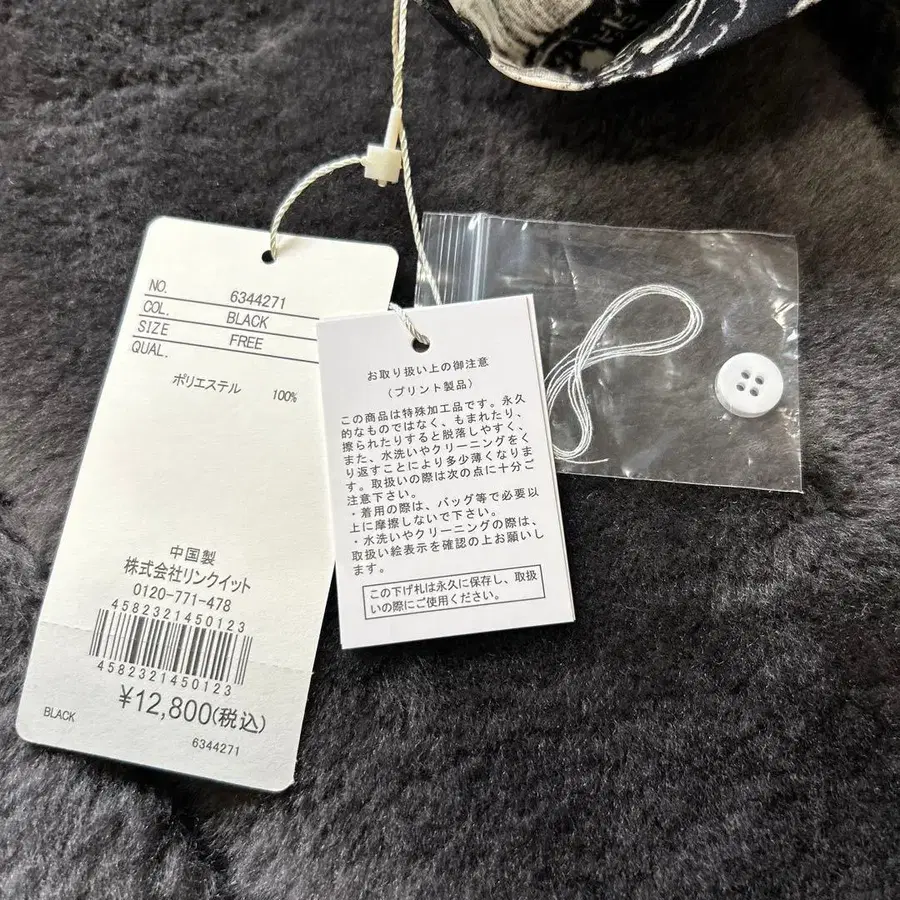 NO. 6344271
COL. BLACK
SIZE FREE
QUAL.
ポリエステル 100%
中国製
株式会社リンクイット
0120-771-478
4582321450123
4582321450123
¥12,800(税込)
BLACK
6344271
お取り扱い上の御注意
(プリント製品)
この商品は特殊加工品です。永久
的なものではなく、もまれたり、
擦られたりすると脱落しやすく、
また、水洗いやクリーニングをく
り返すことにより多少薄くなりま
す。取扱いの際は次の点に十分ご
注意下さい。
・着用の際は、バッグ等で必要以
上に摩擦しないで下さい。
・水洗いやクリーニングの際は、
取扱い絵表示を確認の上お願いし
ます。
この下げ札は永久に保存し、取扱
いの際にご使用ください。